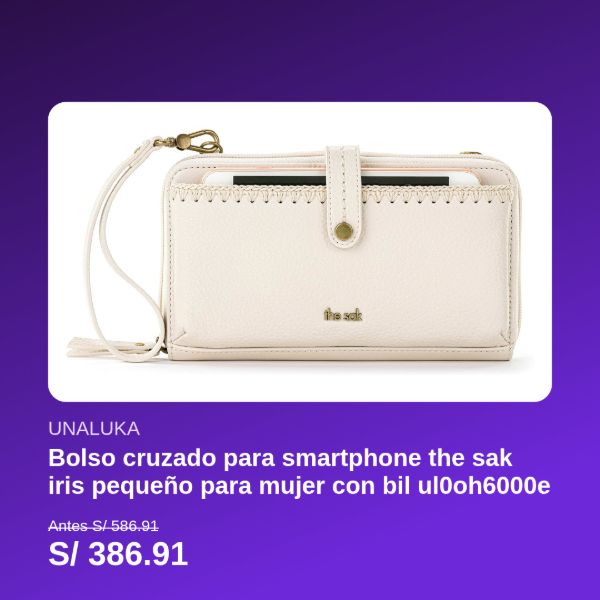 the sak
UNALUKA
Bolso cruzado para smartphone the sak
iris pequeño para mujer con bil ul0oh6000e
Antes S/ 586.91
S/ 386.91